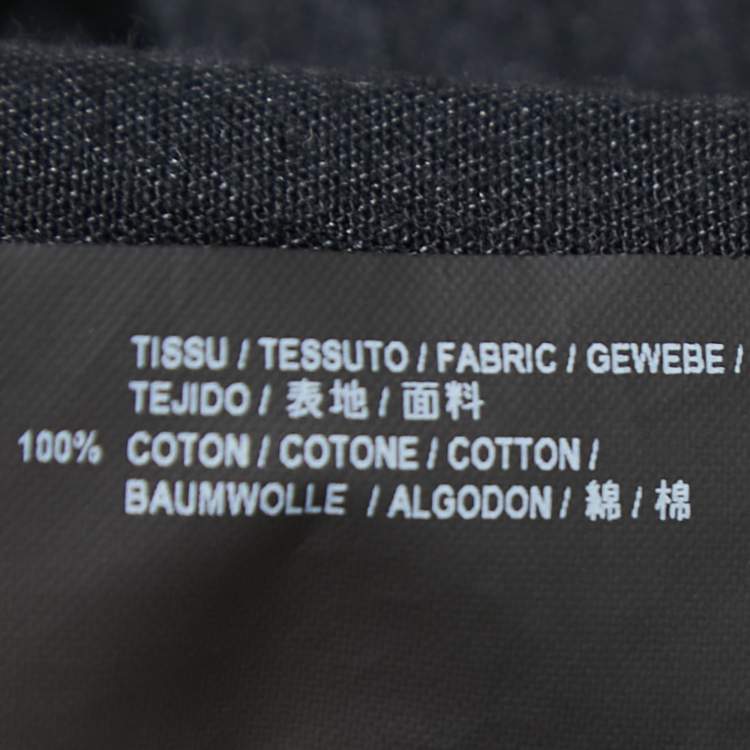 TISSU / TESSUTO / FABRIC / GEWEBE /
TEJIDO / 表地 / 面料
100% COTON / COTONE / COTTON /
BAUMWOLLE / ALGODON / 綿 / 棉